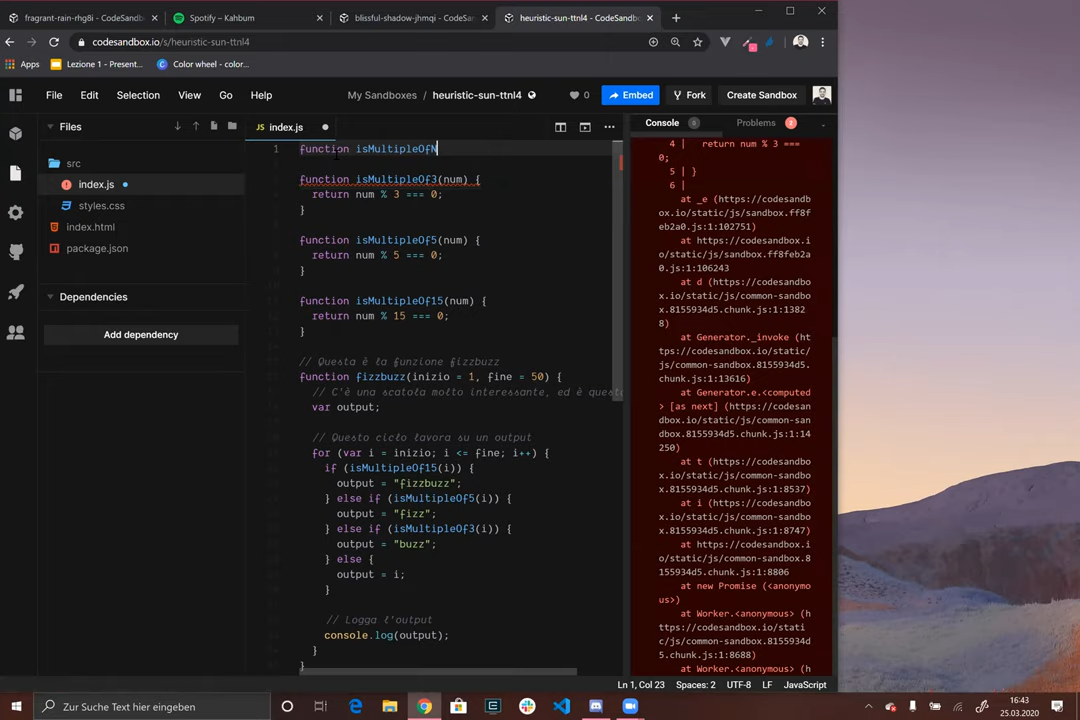 fragrant-rain-rhg8i - CodeSandb
Spotify – Kahbum
blissful-shadow-jhmqi - CodeSan
heuristic-sun-ttnl4 - CodeSandb
codesandbox.io/s/heuristic-sun-ttnl4
Apps
Lezione 1 - Present...
Color wheel - color...
File Edit Selection View Go Help
My Sandboxes / heuristic-sun-ttnl4
0
Embed
Fork
Create Sandbox
Files
src
index.js
styles.css
index.html
package.json
Dependencies
Add dependency
JS index.js
1 function isMultipleOfN
function isMultipleOf3(num) {
return num % 3 === 0;
}
function isMultipleOf5(num) {
return num % 5 === 0;
}
function isMultipleOf15(num) {
return num % 15 === 0;
}
// Questa è la funzione fizzbuzz
function fizzbuzz(inizio = 1, fine = 50) {
// C'è una scatola molto interessante, ed è questa
var output;
// Questo ciclo lavora su un output
for (var i = inizio; i <= fine; i++) {
if (isMultipleOf15(i)) {
output = "fizzbuzz";
} else if (isMultipleOf5(i)) {
output = "fizz";
} else if (isMultipleOf3(i)) {
output = "buzz";
} else {
output = i;
}
// Logga l'output
console.log(output);
}
}
Console
Problems 2
4 | return num % 3 ===
0;
5 | }
6 |
at _e (https://codesand
box.io/static/js/sandbox.ff8f
eb2a0.js:1:102751)
at https://codesandbox.i
o/static/js/sandbox.ff8feb2a
0.js:1:106243
at d (https://codesandbo
x.io/static/js/common-sandbo
x.8155934d5.chunk.js:1:1382
8)
at Generator._invoke (ht
tps://codesandbox.io/static/
js/common-sandbox.8155934d5.
chunk.js:1:13616)
at Generator.e.<computed
> [as next] (https://codesan
dbox.io/static/js/common-san
dbox.8155934d5.chunk.js:1:14
250)
at t (https://codesandbo
x.io/static/js/common-sandbo
x.8155934d5.chunk.js:1:8537)
at i (https://codesandbo
x.io/static/js/common-sandbo
x.8155934d5.chunk.js:1:8747)
at https://codesandbox.i
o/static/js/common-sandbox.8
155934d5.chunk.js:1:8806
at new Promise (<anonymo
us>)
at Worker.<anonymous> (h
ttps://codesandbox.io/stati
c/js/common-sandbox.8155934d
5.chunk.js:1:8688)
at Worker.<anonymous> (h
Ln 1, Col 23 Spaces: 2 UTF-8 LF JavaScript
Zur Suche Text hier eingeben
16:43
25.03.2020